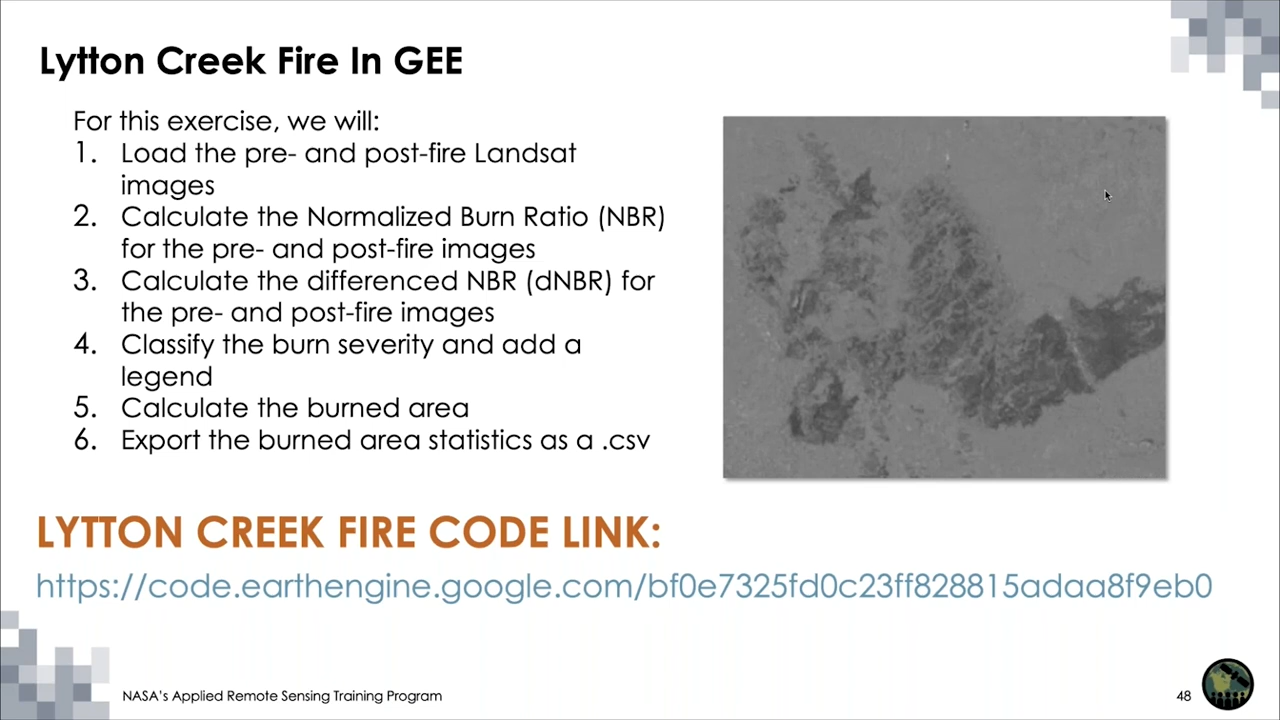 Lytton Creek Fire In GEE
For this exercise, we will:
1. Load the pre- and post-fire Landsat
images
2. Calculate the Normalized Burn Ratio (NBR)
for the pre- and post-fire images
3. Calculate the differenced NBR (dNBR) for
the pre- and post-fire images
4. Classify the burn severity and add a
legend
5. Calculate the burned area
6. Export the burned area statistics as a .csv
LYTTON CREEK FIRE CODE LINK:
https://code.earthengine.google.com/bf0e7325fd0c23ff828815adaa8f9eb0
NASA's Applied Remote Sensing Training Program
48